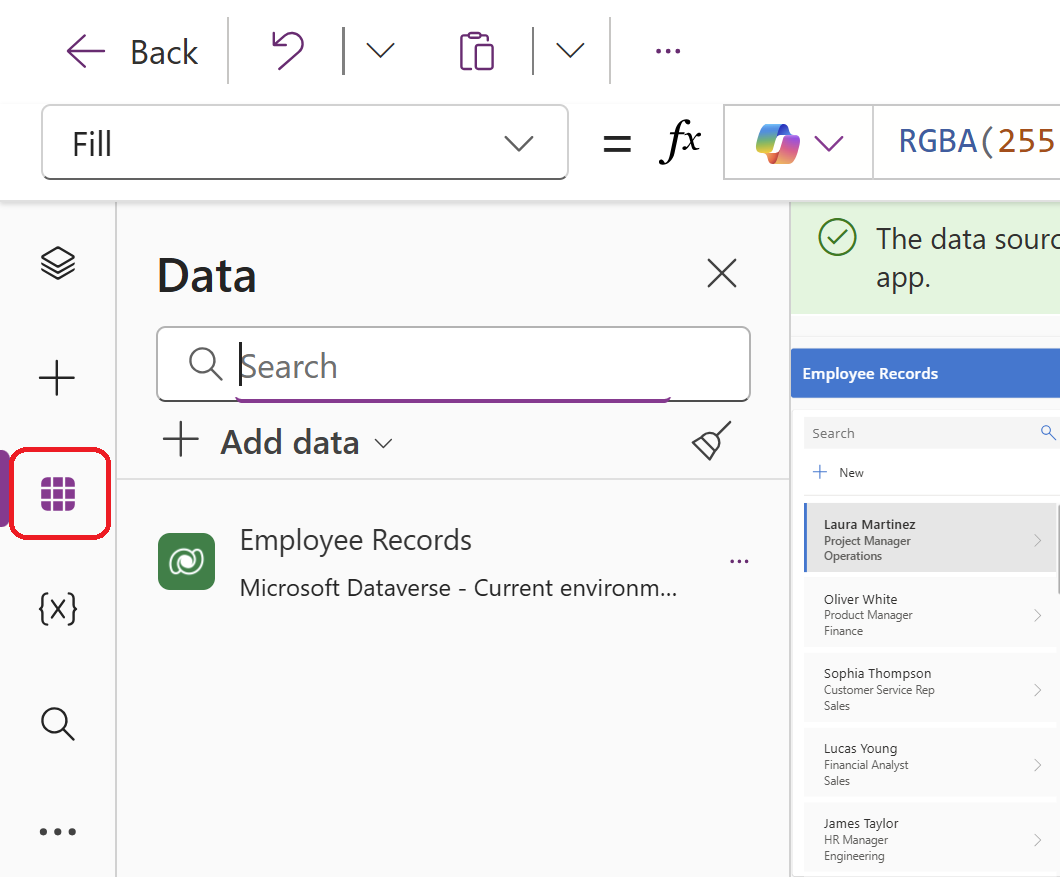 Back
Fill
= fx
RGBA(255
Data
Search
Add data
Employee Records
Microsoft Dataverse - Current environm...
{x}
The data sourc
app.
Employee Records
Search
New
Laura Martinez
Project Manager
Operations
Oliver White
Product Manager
Finance
Sophia Thompson
Customer Service Rep
Sales
Lucas Young
Financial Analyst
Sales
James Taylor
HR Manager
Engineering